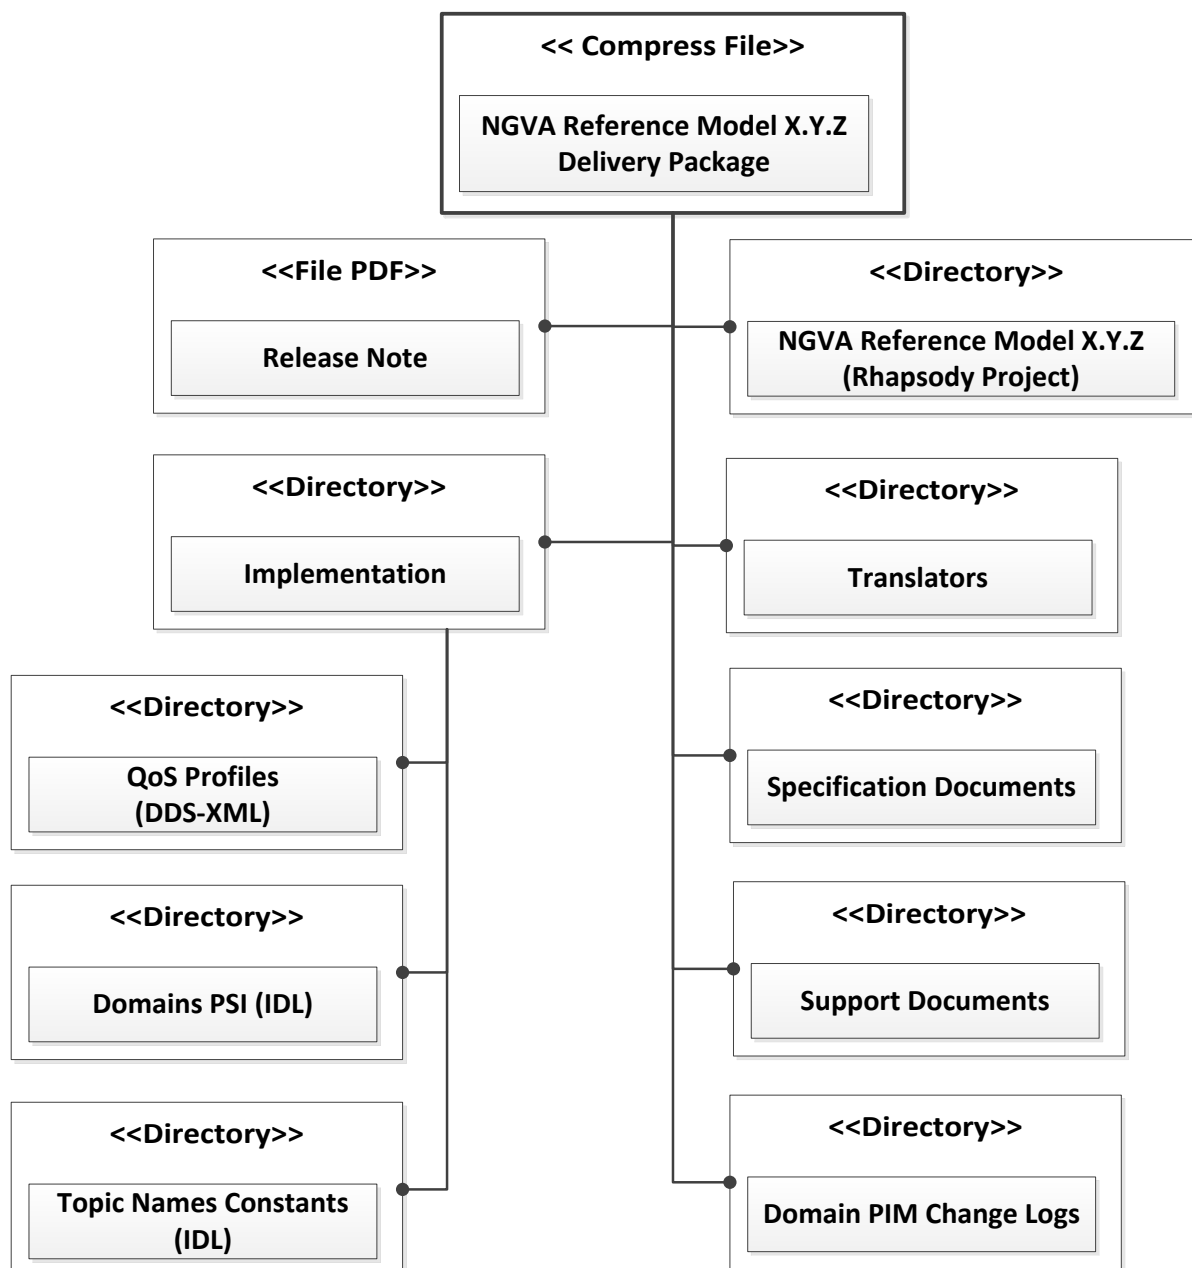 << Compress File>>
NGVA Reference Model X.Y.Z
Delivery Package
<<File PDF>>
Release Note
<<Directory>>
NGVA Reference Model X.Y.Z
(Rhapsody Project)
<<Directory>>
Implementation
<<Directory>>
Translators
<<Directory>>
QoS Profiles
(DDS-XML)
<<Directory>>
Specification Documents
<<Directory>>
Domains PSI (IDL)
<<Directory>>
Support Documents
<<Directory>>
Topic Names Constants
(IDL)
<<Directory>>
Domain PIM Change Logs